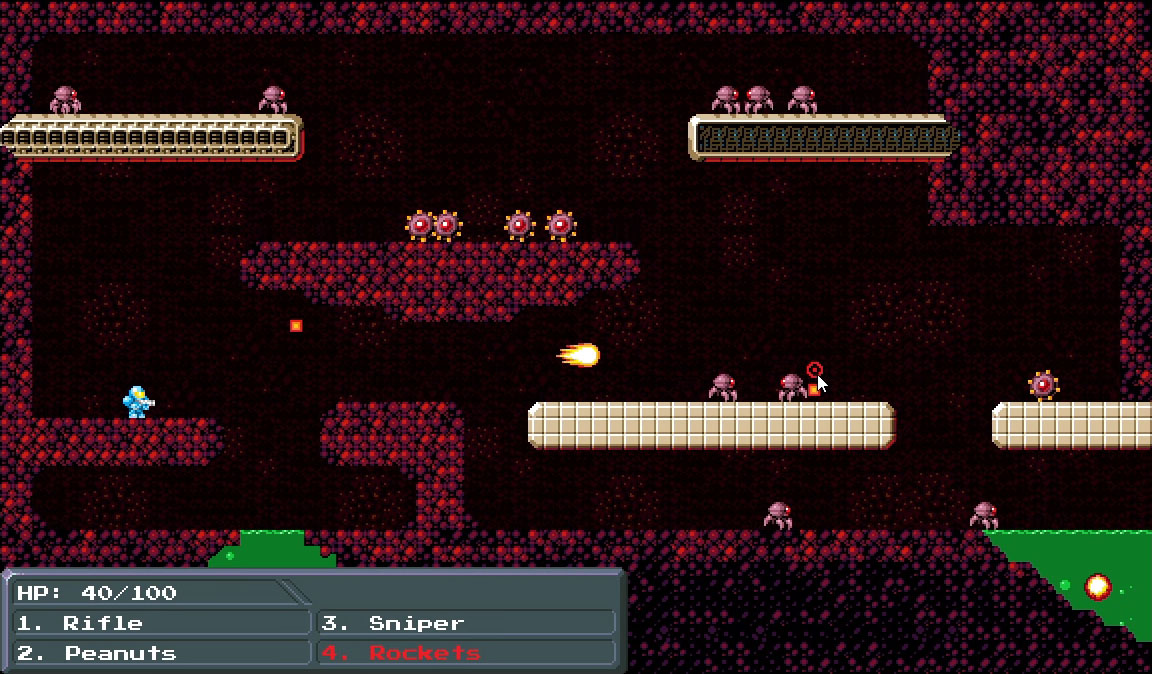 HP: 40/100
1. Rifle
3. Sniper
2. Peanuts
4. Rockets